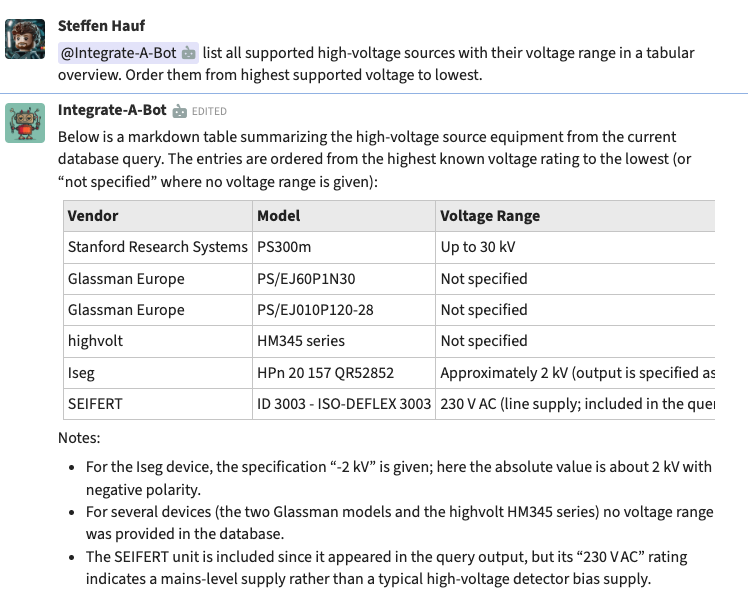 Steffen Hauf
@Integrate-A-Bot list all supported high-voltage sources with their voltage range in a tabular
overview. Order them from highest supported voltage to lowest.
Integrate-A-Bot EDITED
Below is a markdown table summarizing the high-voltage source equipment from the current
database query. The entries are ordered from the highest known voltage rating to the lowest (or
“not specified” where no voltage range is given):
Vendor Model Voltage Range
Stanford Research Systems PS300m Up to 30 kV
Glassman Europe PS/EJ60P1N30 Not specified
Glassman Europe PS/EJ010P120-28 Not specified
highvolt HM345 series Not specified
Iseg HPn 20 157 QR52852 Approximately 2 kV (output is specified as
SEIFERT ID 3003 - ISO-DEFLEX 3003 230 V AC (line supply; included in the quer
Notes:
• For the Iseg device, the specification “-2 kV” is given; here the absolute value is about 2 kV with
negative polarity.
• For several devices (the two Glassman models and the highvolt HM345 series) no voltage range
was provided in the database.
• The SEIFERT unit is included since it appeared in the query output, but its “230 V AC” rating
indicates a mains-level supply rather than a typical high-voltage detector bias supply.